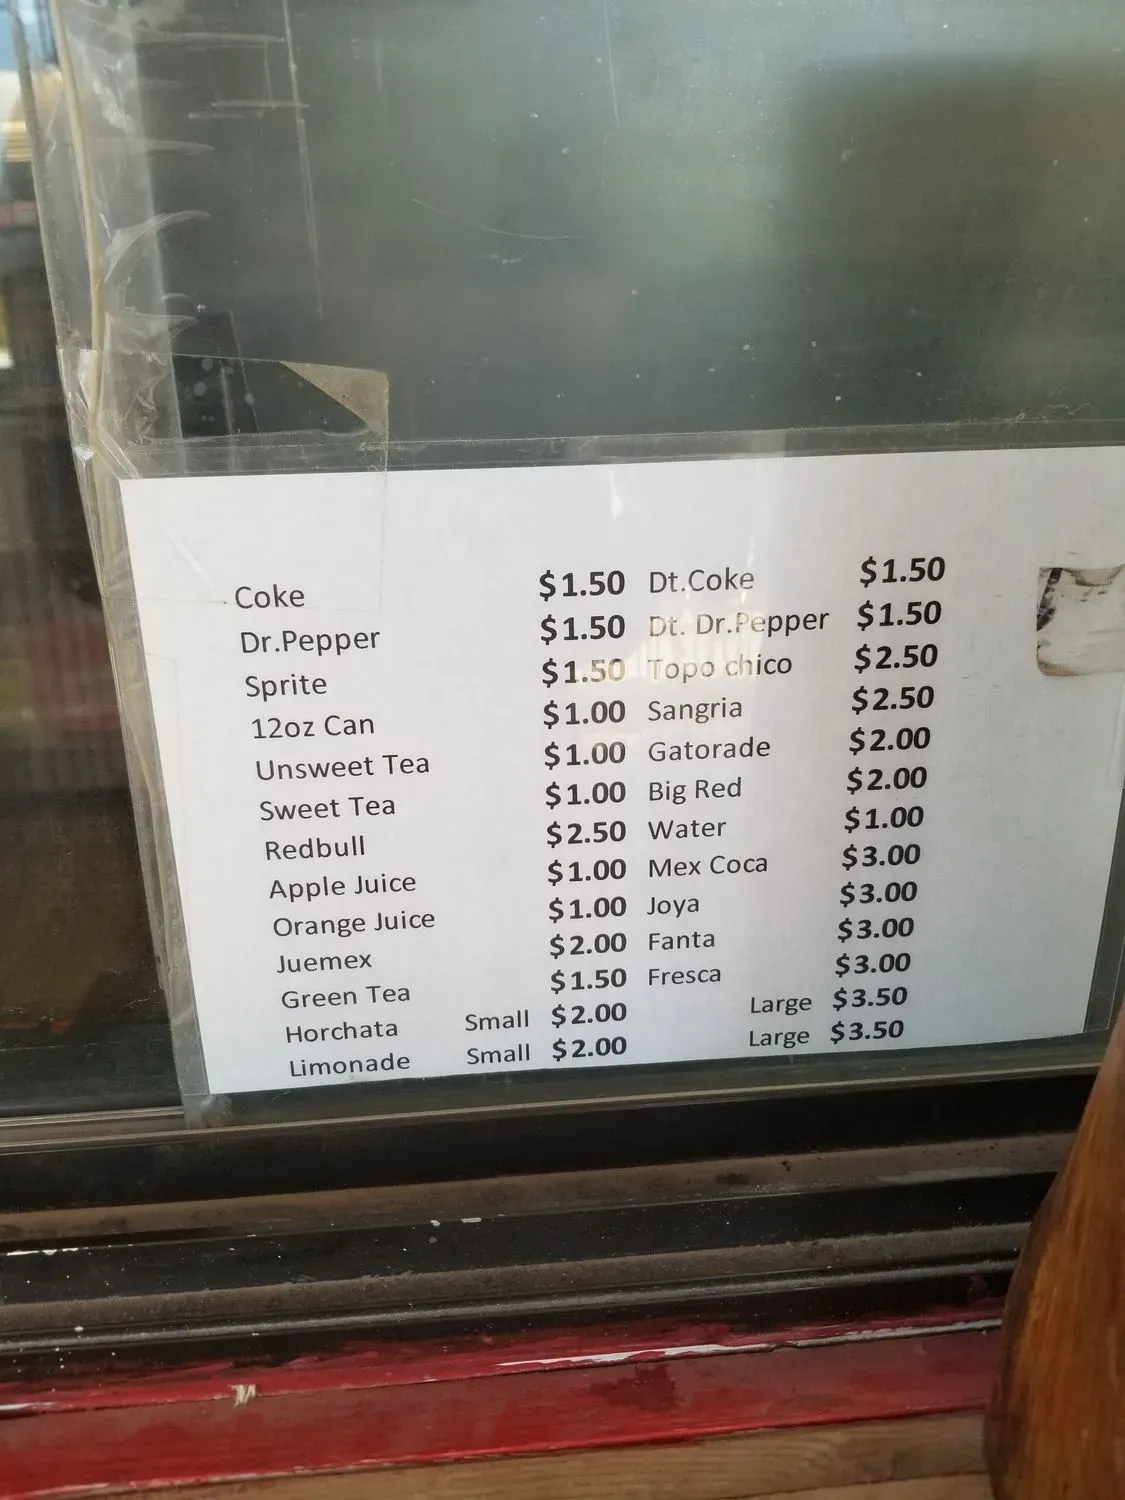 Coke $1.50 Dt.Coke $1.50
Dr.Pepper $1.50 Dt. Dr.Pepper $1.50
Sprite $1.50 Topo chico $2.50
12oz Can $1.00 Sangria $2.50
Unsweet Tea $1.00 Gatorade $2.00
Sweet Tea $1.00 Big Red $2.00
Redbull $2.50 Water $1.00
Apple Juice $1.00 Mex Coca $3.00
Orange Juice $1.00 Joya $3.00
Juemex $2.00 Fanta $3.00
Green Tea $1.50 Fresca $3.00
Horchata Small $2.00 Large $3.50
Limonade Small $2.00 Large $3.50